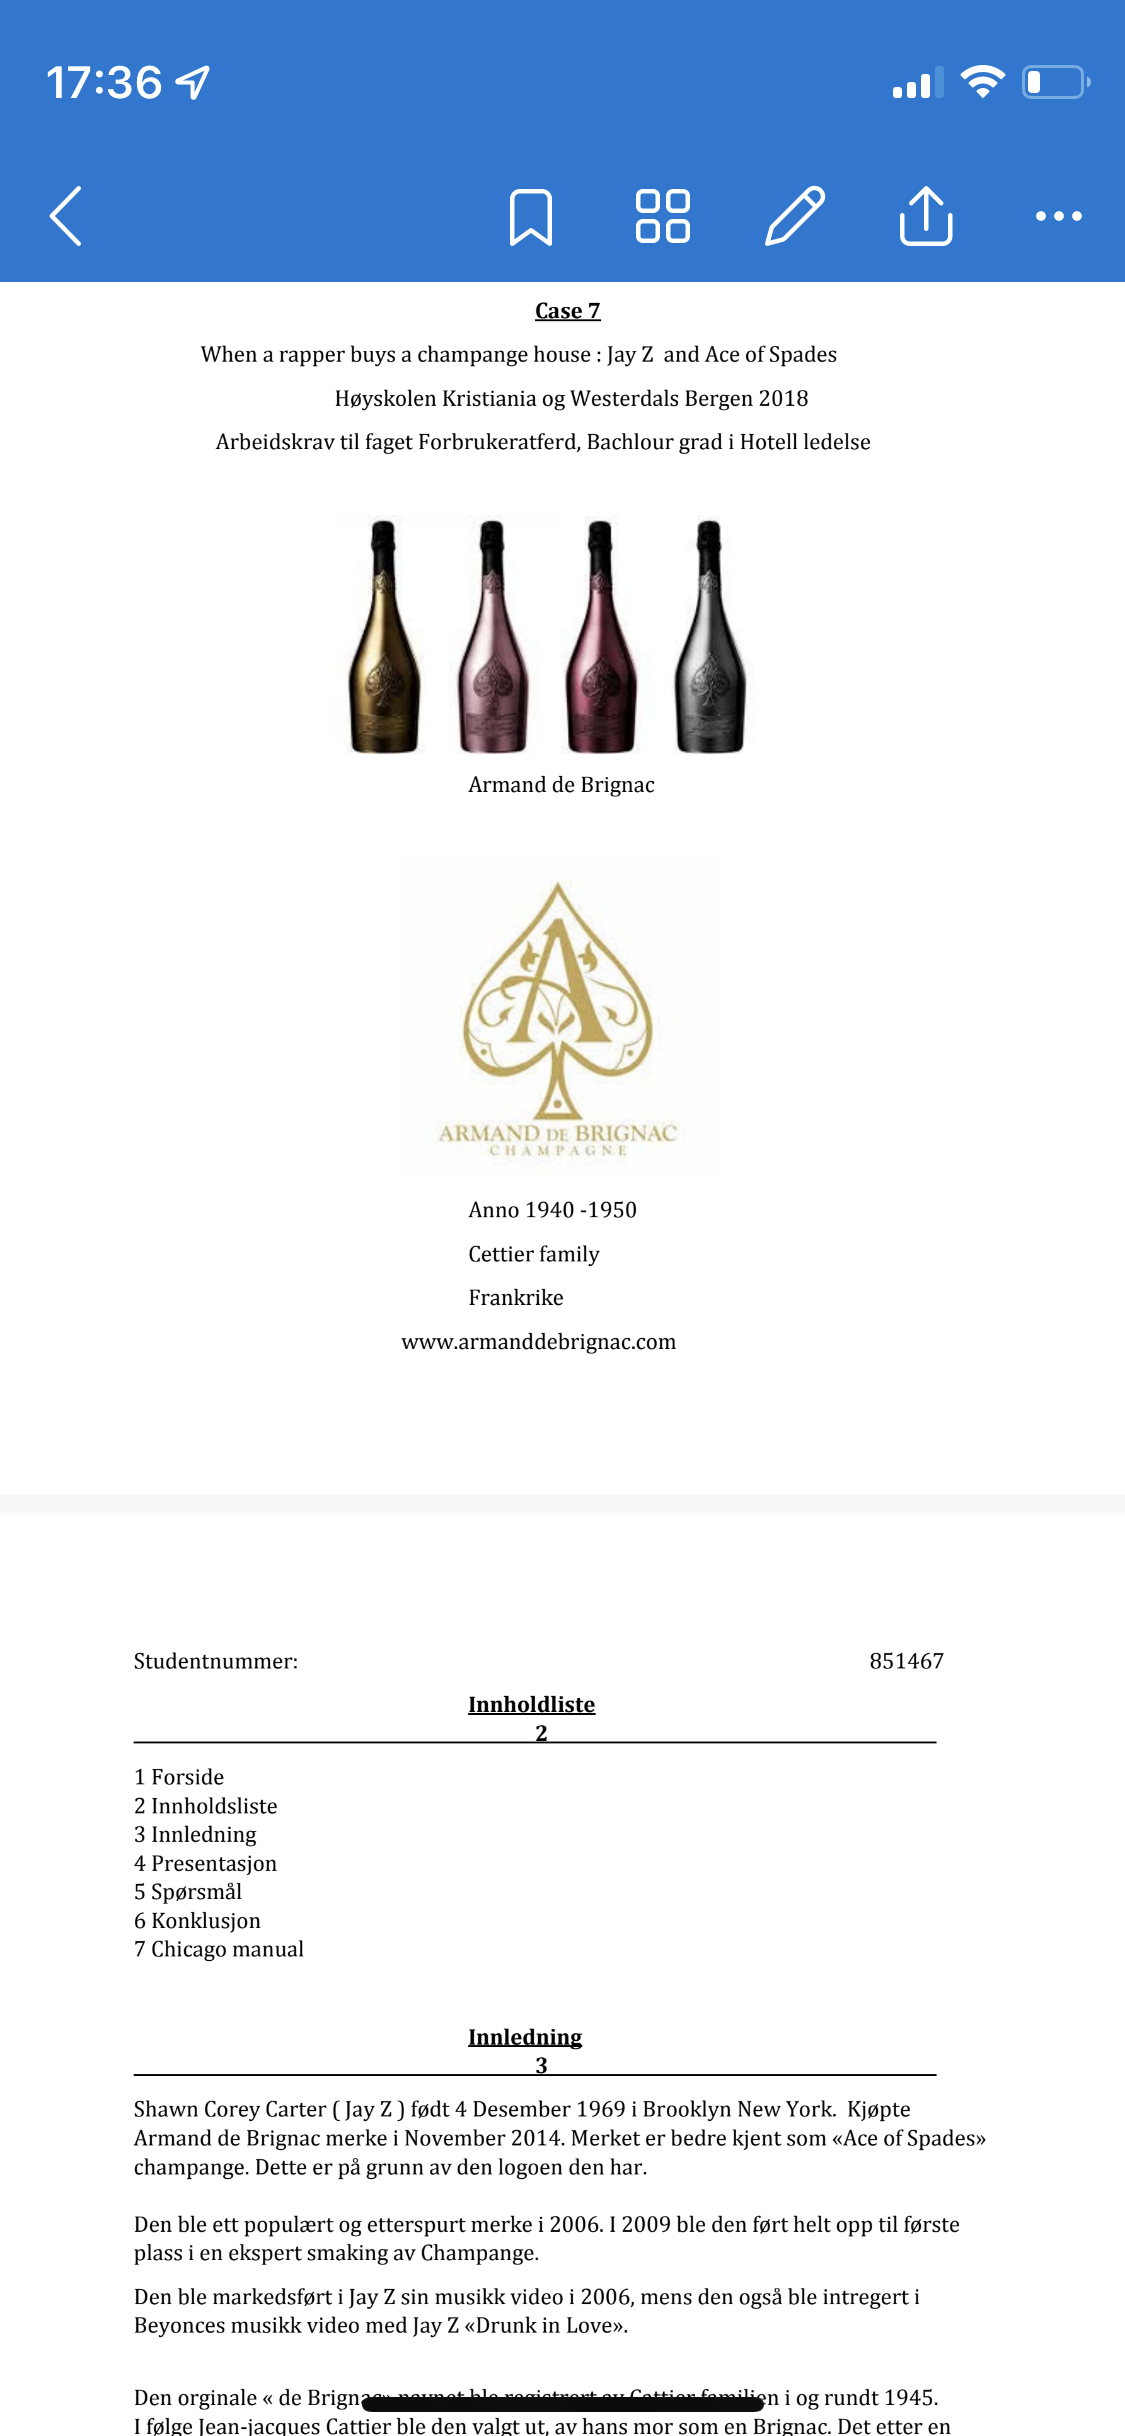 17:36
Case 7
When a rapper buys a champange house : Jay Z  and Ace of Spades
Høyskolen Kristiania og Westerdals Bergen 2018
Arbeidskrav til faget Forbrukeratferd, Bachlour grad i Hotell ledelse
Armand de Brignac
A
ARMAND DE BRIGNAC
CHAMPAGNE
Anno 1940 -1950
Cettier family
Frankrike
www.armanddebrignac.com
Studentnummer: 851467
Innholdliste
2
1 Forside
2 Innholdsliste
3 Innledning
4 Presentasjon
5 Spørsmål
6 Konklusjon
7 Chicago manual
Innledning
3
Shawn Corey Carter ( Jay Z ) født 4 Desember 1969 i Brooklyn New York.  Kjøpte
Armand de Brignac merke i November 2014. Merket er bedre kjent som «Ace of Spades»
champange. Dette er på grunn av den logoen den har.
Den ble ett populært og etterspurt merke i 2006. I 2009 ble den ført helt opp til første
plass i en ekspert smaking av Champange.
Den ble markedsført i Jay Z sin musikk video i 2006, mens den også ble intregert i
Beyonces musikk video med Jay Z «Drunk in Love».
Den orginale « de Brignac» navnet ble registrert av Cattier familien i og rundt 1945.
I følge Jean-jacques Cattier ble den valgt ut, av hans mor som en Brignac. Det etter en